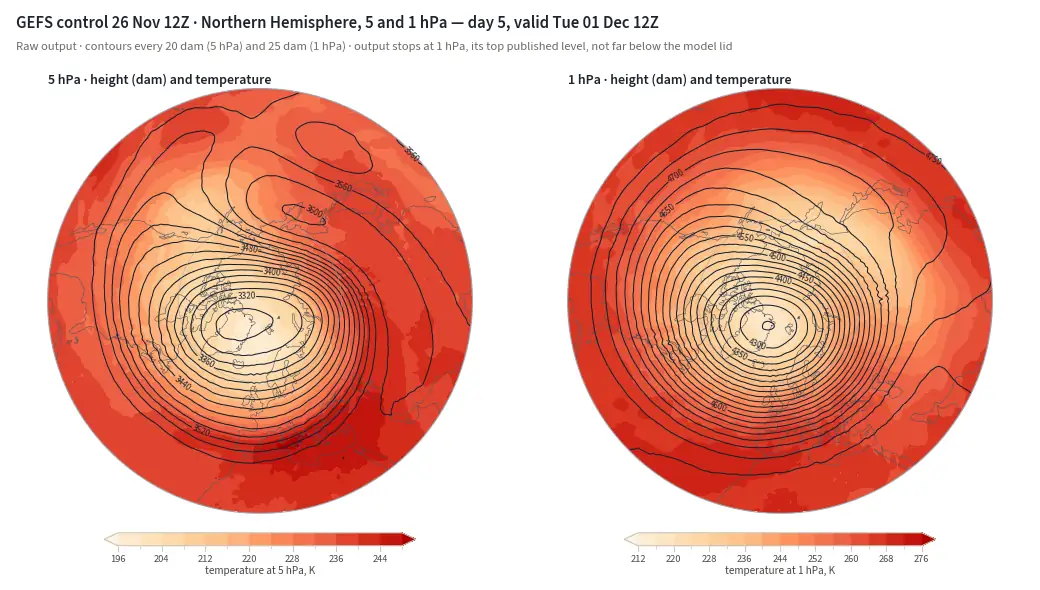 GEFS control 26 Nov 12Z · Northern Hemisphere, 5 and 1 hPa — day 5, valid Tue 01 Dec 12Z
Raw output · contours every 20 dam (5 hPa) and 25 dam (1 hPa) · output stops at 1 hPa, its top published level, not far below the model lid
5 hPa · height (dam) and temperature
1 hPa · height (dam) and temperature
3560
3560
3600
3480
3400
3320
3360
3440
3520
4750
4700
4650
4550
4500
4450
4400
4300
4350
4600
196 204 212 220 228 236 244
temperature at 5 hPa, K
212 220 228 236 244 252 260 268 276
temperature at 1 hPa, K